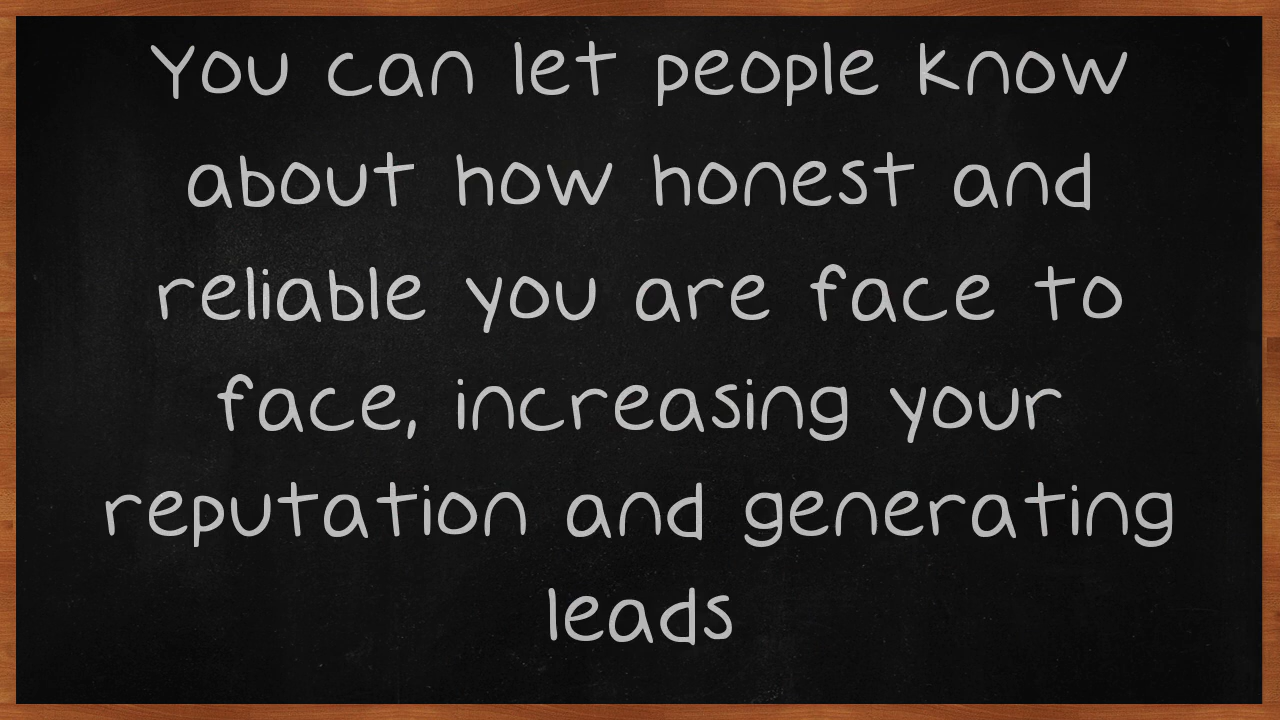 You can let people know
about how honest and
reliable you are face to
face, increasing your
reputation and generating
leads